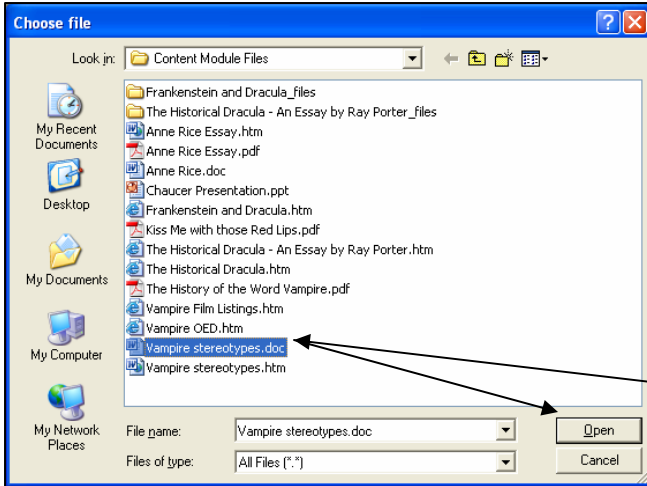 Choose file
Look in: Content Module Files
My Recent
Documents
Desktop
My Documents
My Computer
My Network
Places
Frankenstein and Dracula_files
The Historical Dracula - An Essay by Ray Porter_files
Anne Rice Essay.htm
Anne Rice Essay.pdf
Anne Rice.doc
Chaucer Presentation.ppt
Frankenstein and Dracula.htm
Kiss Me with those Red Lips.pdf
The Historical Dracula - An Essay by Ray Porter.htm
The Historical Dracula.htm
The History of the Word Vampire.pdf
Vampire Film Listings.htm
Vampire OED.htm
Vampire stereotypes.doc
Vampire stereotypes.htm
File name: Vampire stereotypes.doc Open
Files of type: All Files (*.*) Cancel